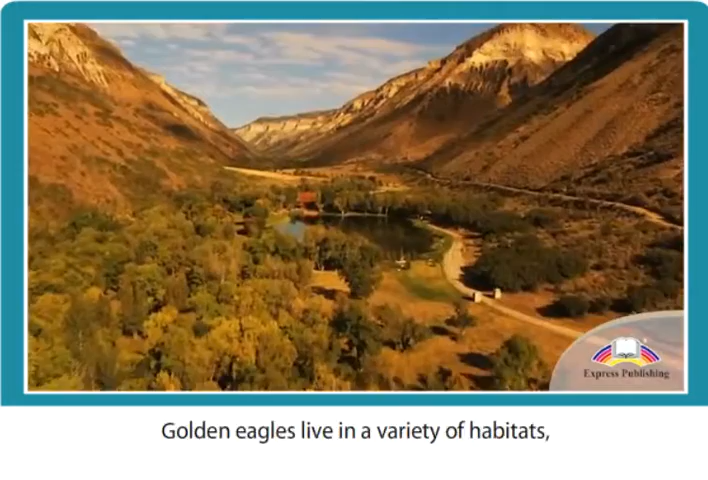 Express Publishing
Golden eagles live in a variety of habitats,